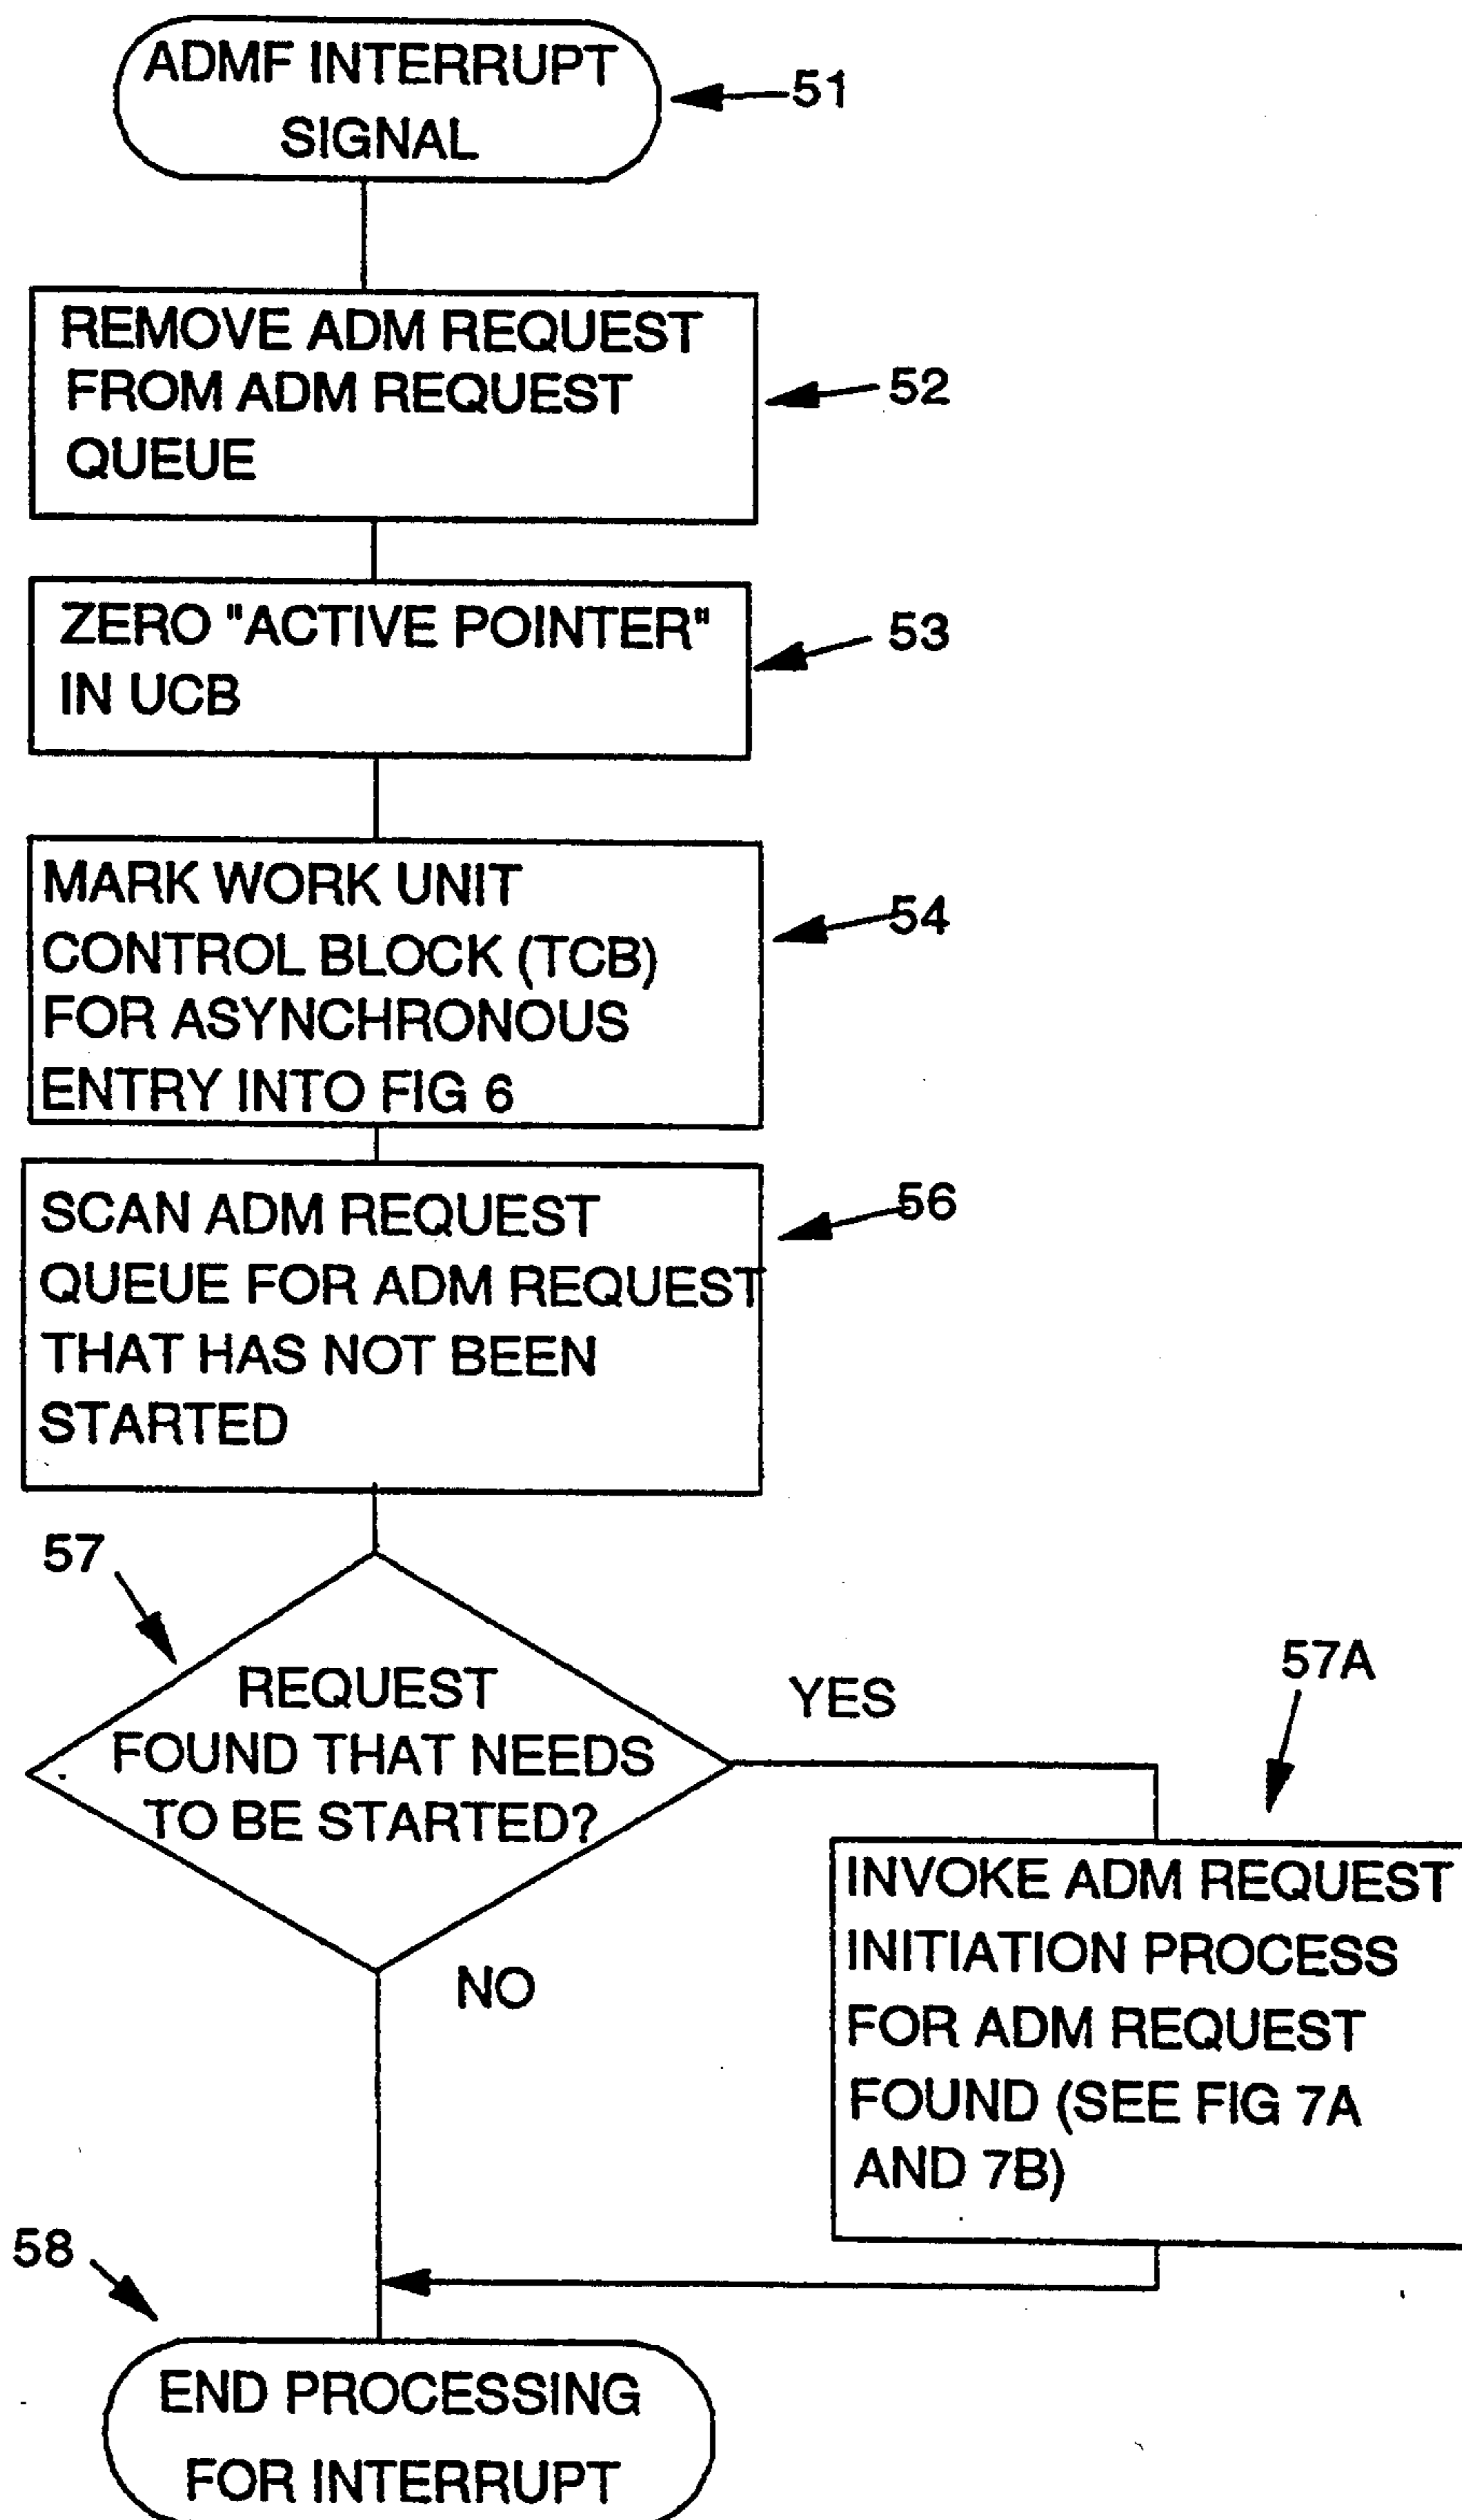 ADMF INTERRUPT
SIGNAL
51
REMOVE ADM REQUEST
FROM ADM REQUEST
QUEUE
52
ZERO "ACTIVE POINTER"
IN UCB
53
MARK WORK UNIT
CONTROL BLOCK (TCB)
FOR ASYNCHRONOUS
ENTRY INTO FIG 6
54
SCAN ADM REQUEST
QUEUE FOR ADM REQUEST
THAT HAS NOT BEEN
STARTED
56
57
REQUEST
FOUND THAT NEEDS
TO BE STARTED?
YES
NO
57A
INVOKE ADM REQUEST
INITIATION PROCESS
FOR ADM REQUEST
FOUND (SEE FIG 7A
AND 7B)
58
END PROCESSING
FOR INTERRUPT